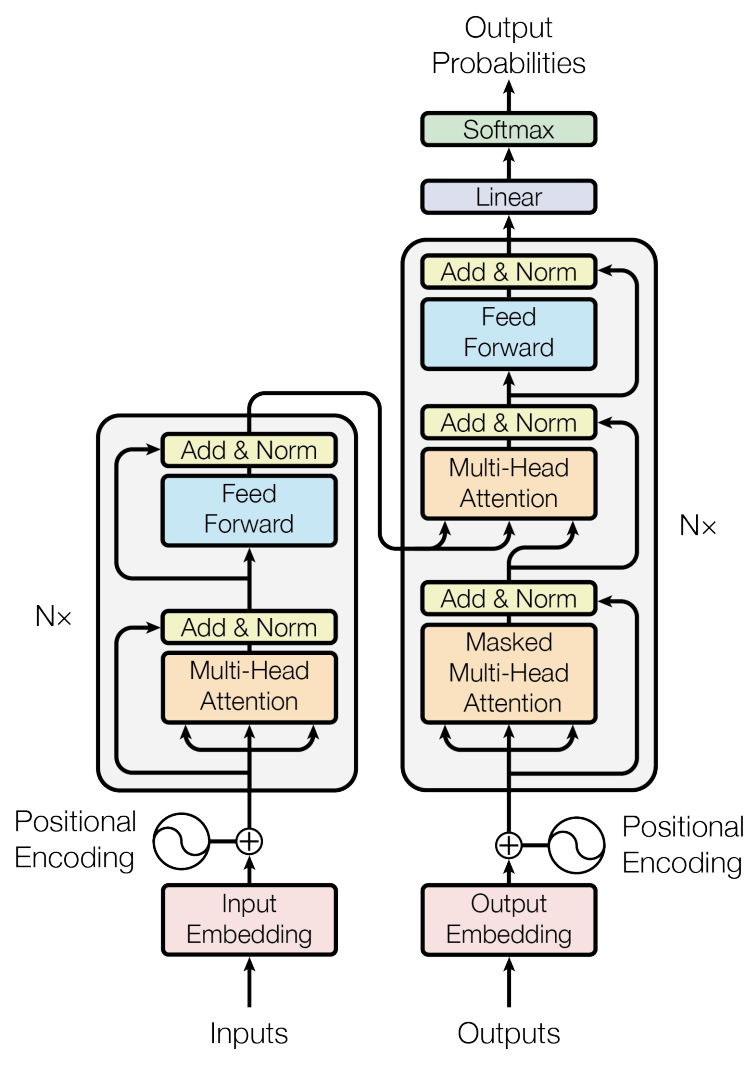 Output
Probabilities
Softmax
Linear
Add & Norm
Feed
Forward
Add & Norm
Multi-Head
Attention
N×
Add & Norm
Masked
Multi-Head
Attention
Add & Norm
Feed
Forward
N×
Add & Norm
Multi-Head
Attention
Positional
Encoding
Positional
Encoding
Input
Embedding
Output
Embedding
Inputs
Outputs